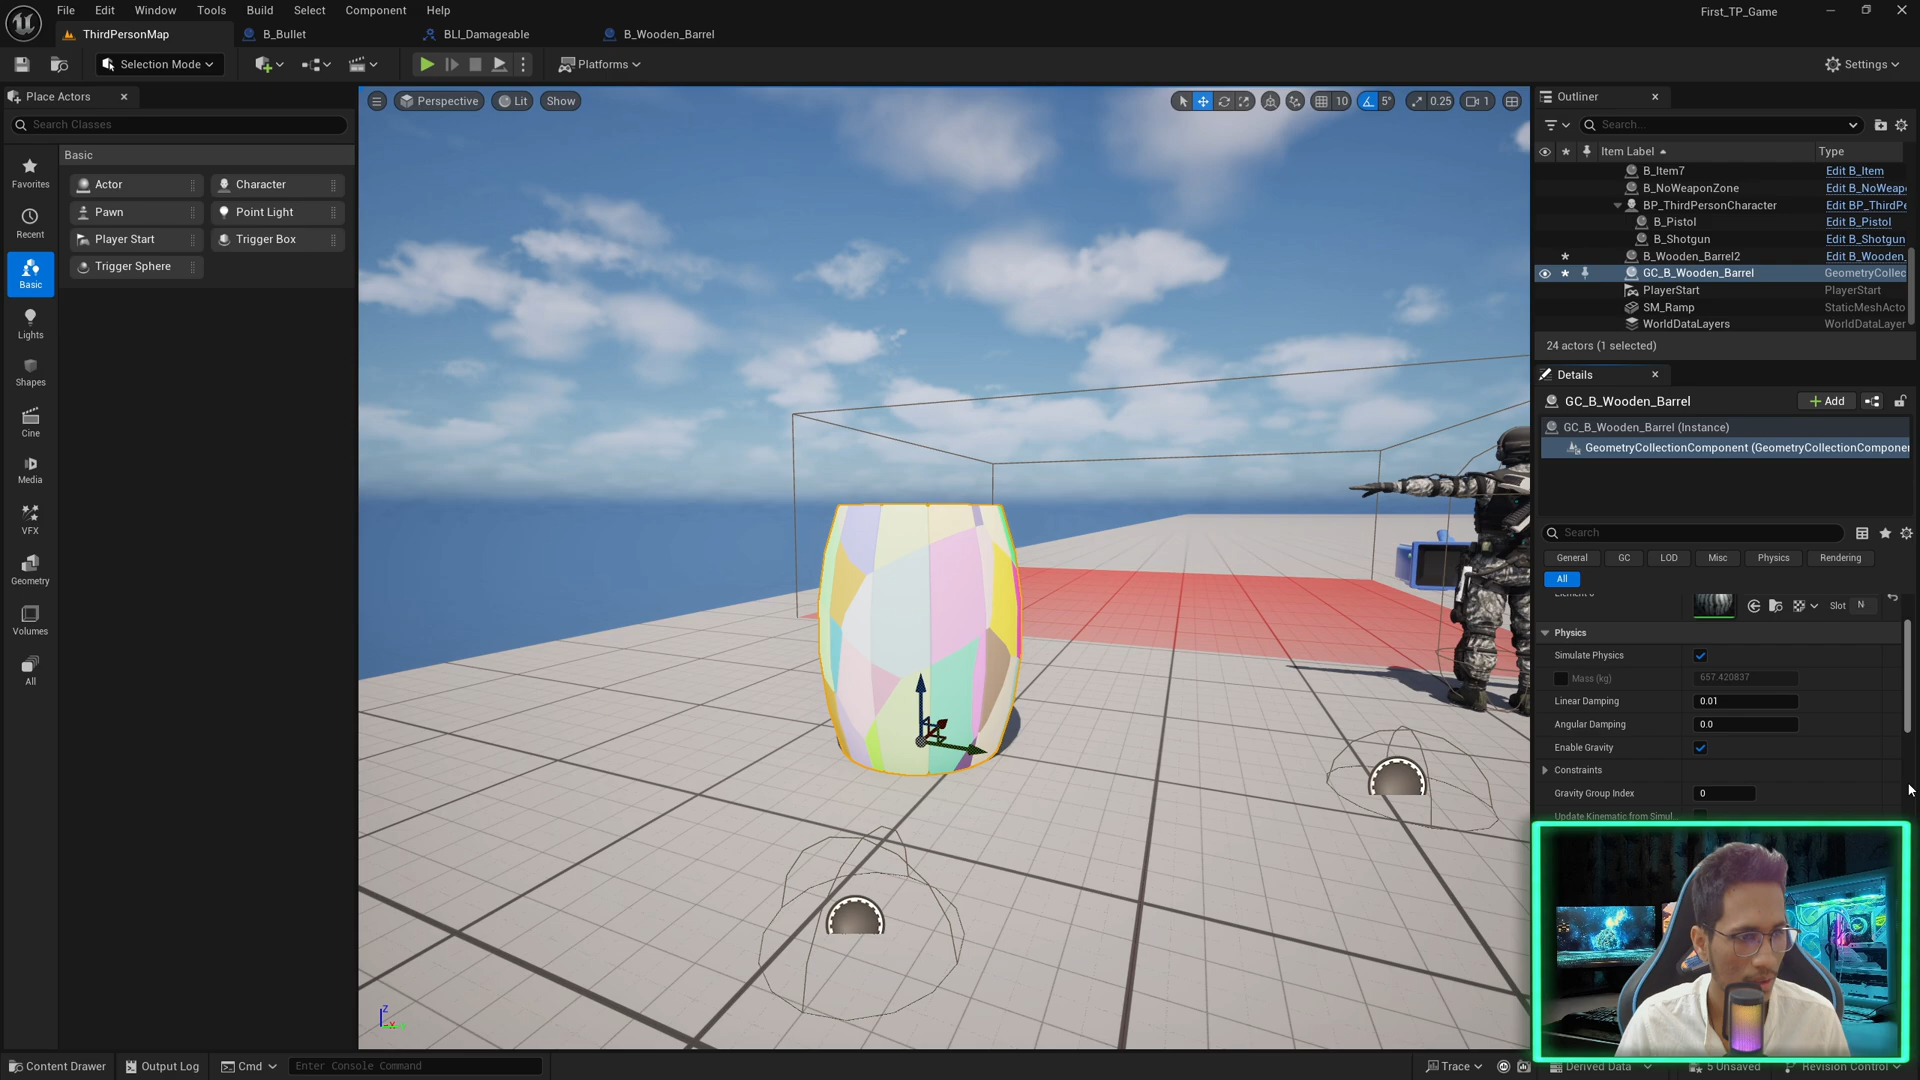 File Edit Window Tools Build Select Actor Component Help
First_TP_Game
ThirdPersonMap
B_Bullet
BLI_Damageable
B_Wooden_Barrel
Selection Mode
Platforms
Settings
Place Actors
Search Classes
Favorites
Recent
Basic
Lights
Shapes
Cine
Media
VFX
Geometry
Volumes
All
Basic
Actor
Character
Pawn
Point Light
Player Start
Trigger Box
Trigger Sphere
Perspective
Lit
Show
10
5°
0.25
1
Z
Outliner
Search...
Item Label
Type
B_Item7 Edit B_Item
B_NoWeaponZone Edit B_NoWeap
BP_ThirdPersonCharacter Edit BP_ThirdPe
B_Pistol Edit B_Pistol
B_Shotgun Edit B_Shotgun
B_Wooden_Barrel2 Edit B_Wooden_
GC_B_Wooden_Barrel GeometryCollec
PlayerStart PlayerStart
SM_Ramp StaticMeshActo
WorldDataLayers WorldDataLayer
24 actors (1 selected)
Details
GC_B_Wooden_Barrel
Add
GC_B_Wooden_Barrel (Instance)
GeometryCollectionComponent (GeometryCollectionComponen
Search
General GC LOD Misc Physics Rendering
All
Slot N
Physics
Simulate Physics
Mass (kg) 657.420837
Linear Damping 0.01
Angular Damping 0.0
Enable Gravity
Constraints
Gravity Group Index 0
Update Kinematic from Simul...
Content Drawer
Output Log
Cmd
Enter Console Command
Trace
Derived Data
5 Unsaved
Revision Control